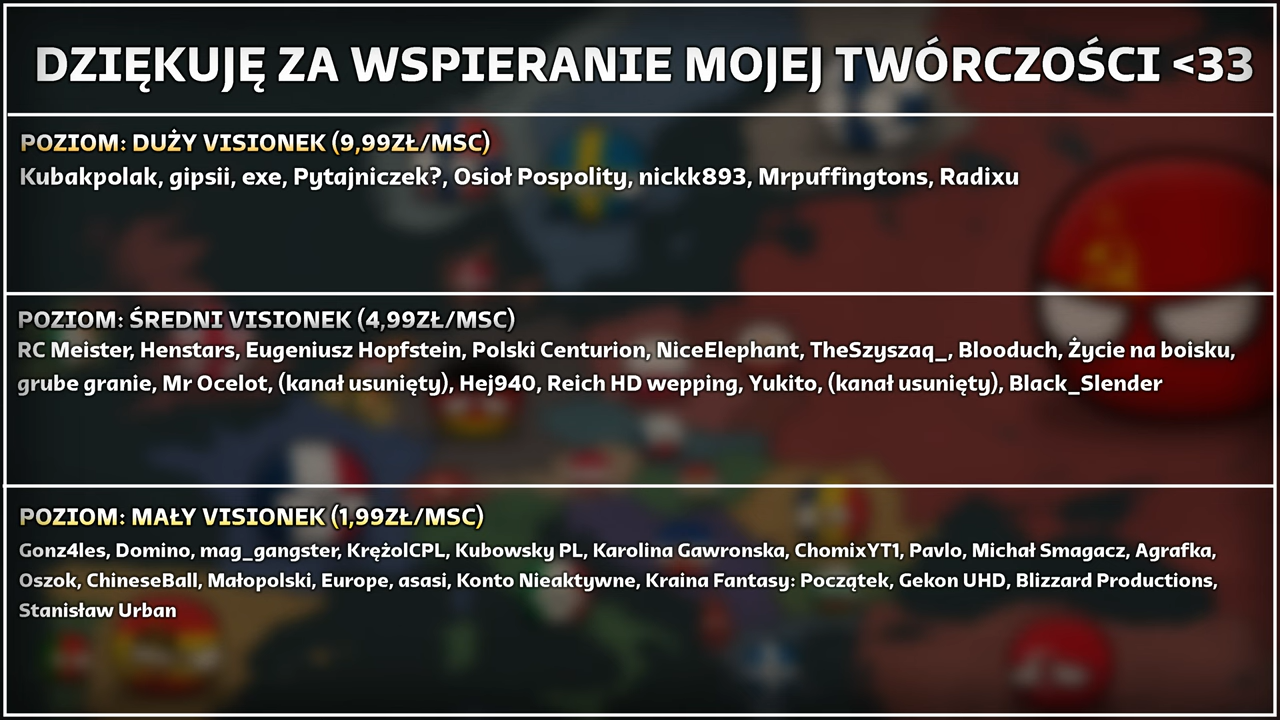 DZIĘKUJĘ ZA WSPIERANIE MOJEJ TWÓRCZOŚCI <33
POZIOM: DUŻY VISIONEK (9,99ZŁ/MSC)
Kubakpolak, gipsii, exe, Pytajniczek?, Osioł Pospolity, nickk893, Mrpuffingtons, Radixu
POZIOM: ŚREDNI VISIONEK (4,99ZŁ/MSC)
RC Meister, Henstars, Eugeniusz Hopfstein, Polski Centurion, NiceElephant, TheSzyszaq_, Blooduch, Życie na boisku,
grube granie, Mr Ocelot, (kanał usunięty), Hej940, Reich HD wepping, Yukito, (kanał usunięty), Black_Slender
POZIOM: MAŁY VISIONEK (1,99ZŁ/MSC)
Gonz4les, Domino, mag_gangster, KrężolCPL, Kubowsky PL, Karolina Gawronska, ChomixYT1, Pavlo, Michał Smagacz, Agrafka,
Oszok, ChineseBall, Małopolski, Europe, asasi, Konto Nieaktywne, Kraina Fantasy: Początek, Gekon UHD, Blizzard Productions,
Stanisław Urban